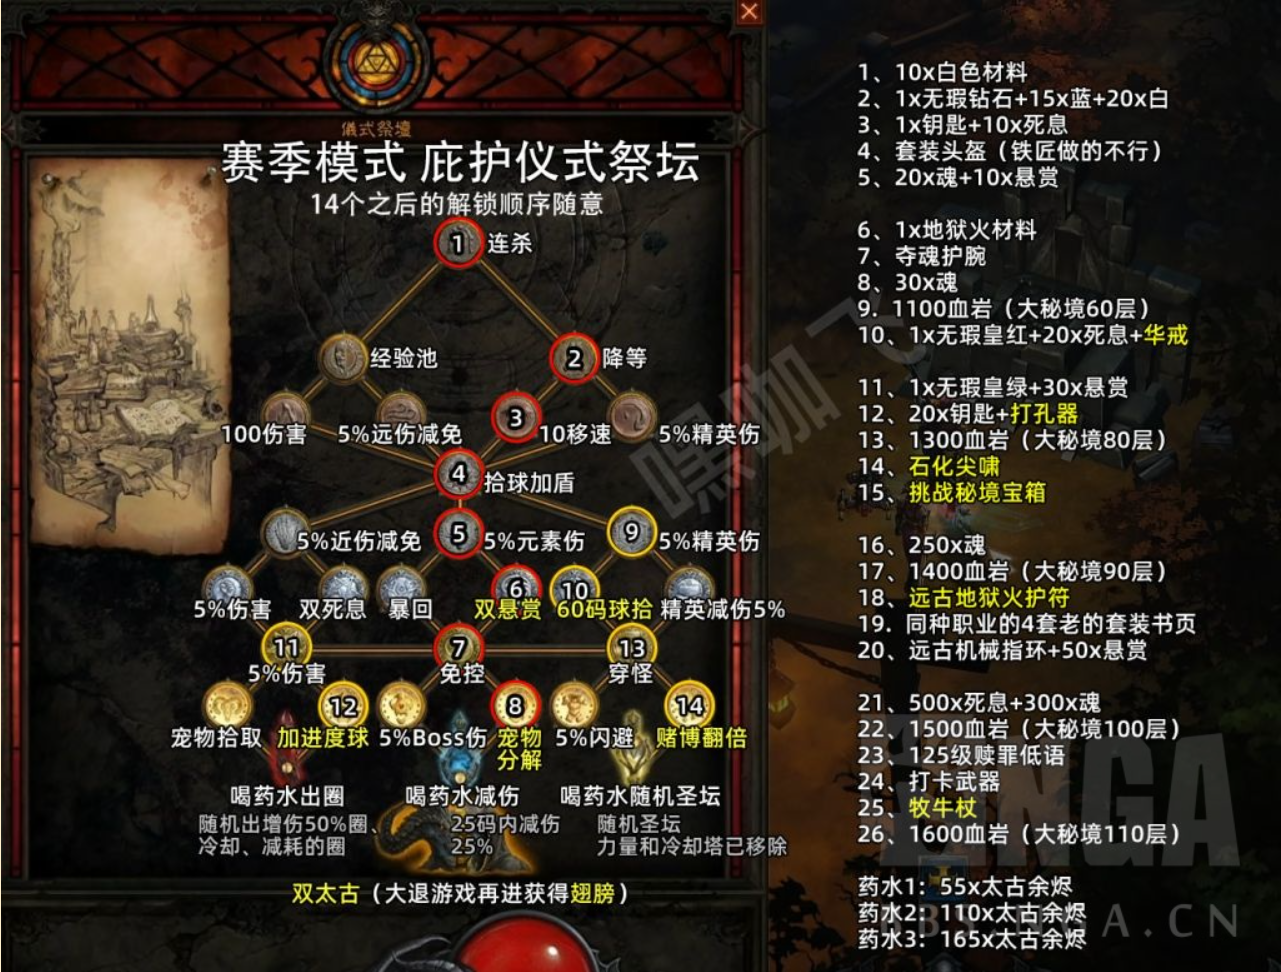 儀式祭壇
赛季模式 庇护仪式祭坛
14个之后的解锁顺序随意
1 连杀
经验池
2 降等
100伤害
5%远伤减免
3 10移速
5%精英伤
4 拾球加盾
5%近伤减免
5 5%元素伤
9 5%精英伤
5%伤害
双死息
暴回
6 双悬赏
10 60码球拾
精英减伤5%
11 5%伤害
7 免控
13 穿怪
宠物拾取
12 加进度球
5%Boss伤
8 宠物
分解
5%闪避
14 赌博翻倍
喝药水出圈
随机出增伤50%圈、
冷却、减耗的圈
喝药水减伤
25码内减伤
25%
喝药水随机圣坛
随机圣坛
力量和冷却塔已移除
双太古（大退游戏再进获得翅膀）
1、10x白色材料
2、1x无瑕钻石+15x蓝+20x白
3、1x钥匙+10x死息
4、套装头盔（铁匠做的不行）
5、20x魂+10x悬赏
6、1x地狱火材料
7、夺魂护腕
8、30x魂
9. 1100血岩（大秘境60层）
10、1x无瑕皇红+20x死息+华戒
11、1x无瑕皇绿+30x悬赏
12、20x钥匙+打孔器
13、1300血岩（大秘境80层）
14、石化尖啸
15、挑战秘境宝箱
16、250x魂
17、1400血岩（大秘境90层）
18、远古地狱火护符
19. 同种职业的4套老的套装书页
20、远古机械指环+50x悬赏
21、500x死息+300x魂
22、1500血岩（大秘境100层）
23、125级赎罪低语
24、打卡武器
25、牧牛杖
26、1600血岩（大秘境110层）
药水1：55x太古余烬
药水2：110x太古余烬
药水3：165x太古余烬
嘿咖飞
NGA
BBS.NGA.CN